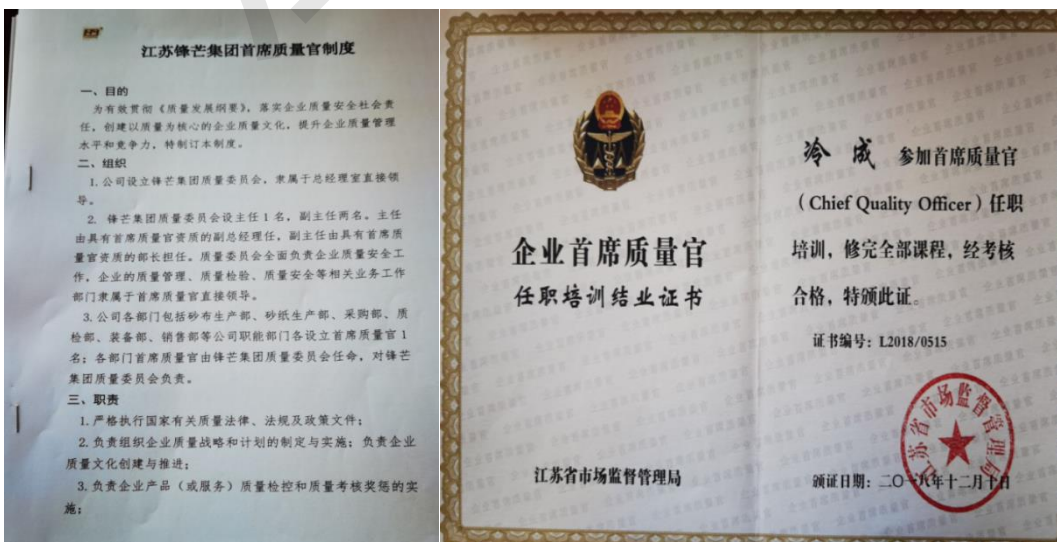 江苏锋芒集团首席质量官制度
一、目的
为有效贯彻《质量发展纲要》，落实企业质量安全社会责
任，创建以质量为核心的企业质量文化，提升企业质量管理
水平和竞争力，特制订本制度。
二、组织
1.公司设立锋芒集团质量委员会，隶属于总经理室直接领
导。
2. 锋芒集团质量委员会设主任1名，副主任两名。主任
由具有首席质量官资质的副总经理任，副主任由具有首席质
量官资质的部长担任。质量委员会全面负责企业质量安全工
作，企业的质量管理、质量检验、质量安全等相关业务工作
部门隶属于首席质量官直接领导。
3.公司各部门包括砂布生产部、砂纸生产部、采购部、质
检部、装备部、销售部等公司职能部门各设立首席质量官1
名；各部门首席质量官由锋芒集团质量委员会任命，对锋芒
集团质量委员会负责。
三、职责
1.严格执行国家有关质量法律、法规及政策文件；
2.负责组织企业质量战略和计划的制定与实施；负责企业
质量文化创建与推进；
3.负责企业产品（或服务）质量检控和质量考核奖惩的实
施；
企业首席质量官
任职培训结业证书
江苏省市场监督管理局
冷成 参加首席质量官
（Chief Quality Officer）任职
培训，修完全部课程，经考核
合格，特颁此证。
证书编号：L2018/0515
江苏省市场监督管理局
颁证日期：二〇一八年十二月十日